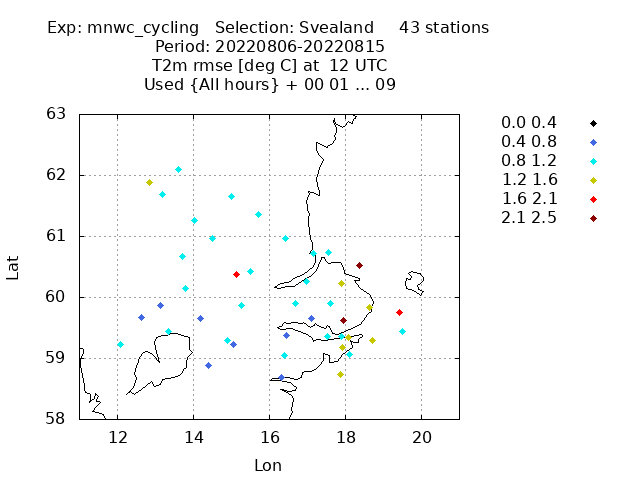 Exp: mnwc_cycling   Selection: Svealand     43 stations
Period: 20220806-20220815
T2m rmse [deg C] at  12 UTC
Used {All hours} + 00 01 ... 09
0.0 0.4
0.4 0.8
0.8 1.2
1.2 1.6
1.6 2.1
2.1 2.5
63
62
61
60
59
58
Lat
12 14 16 18 20
Lon